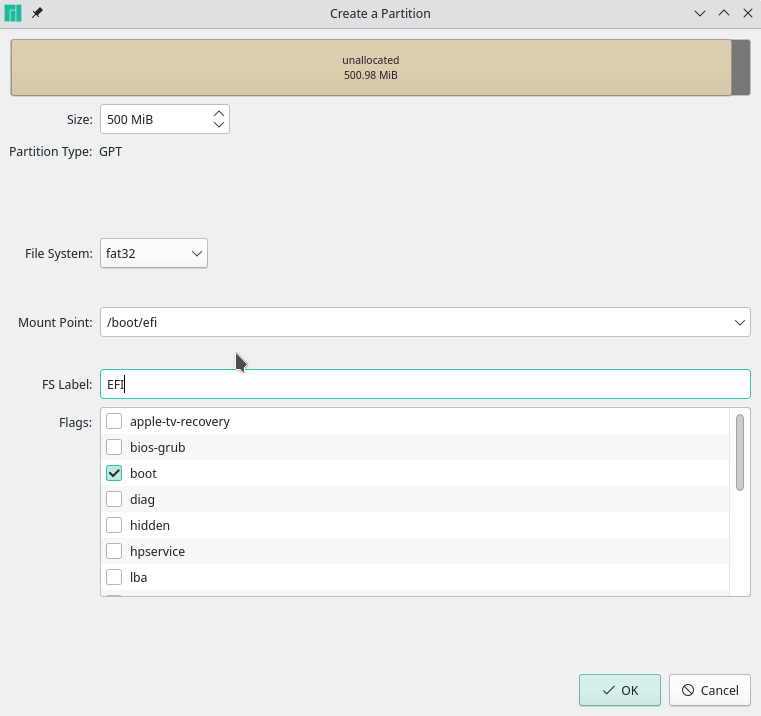 Create a Partition
unallocated
500.98 MiB
Size: 500 MiB
Partition Type: GPT
File System: fat32
Mount Point: /boot/efi
FS Label: EFI
Flags: apple-tv-recovery
bios-grub
boot
diag
hidden
hpservice
lba
OK Cancel